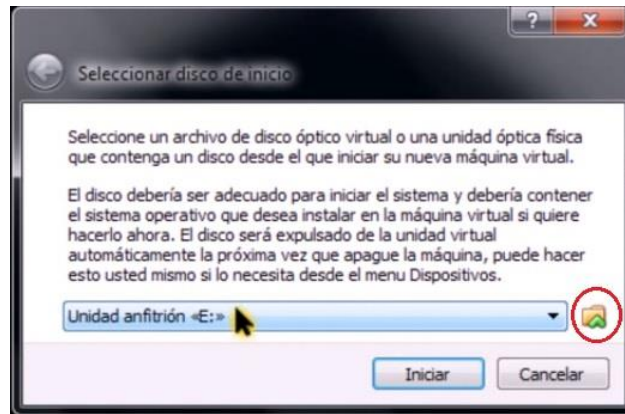 ?
X
Seleccionar disco de inicio
Seleccione un archivo de disco óptico virtual o una unidad óptica física
que contenga un disco desde el que iniciar su nueva máquina virtual.
El disco debería ser adecuado para iniciar el sistema y debería contener
el sistema operativo que desea instalar en la máquina virtual si quiere
hacerlo ahora. El disco será expulsado de la unidad virtual
automáticamente la próxima vez que apague la máquina, puede hacer
esto usted mismo si lo necesita desde el menu Dispositivos.
Unidad anfitrión «E:»
Iniciar
Cancelar